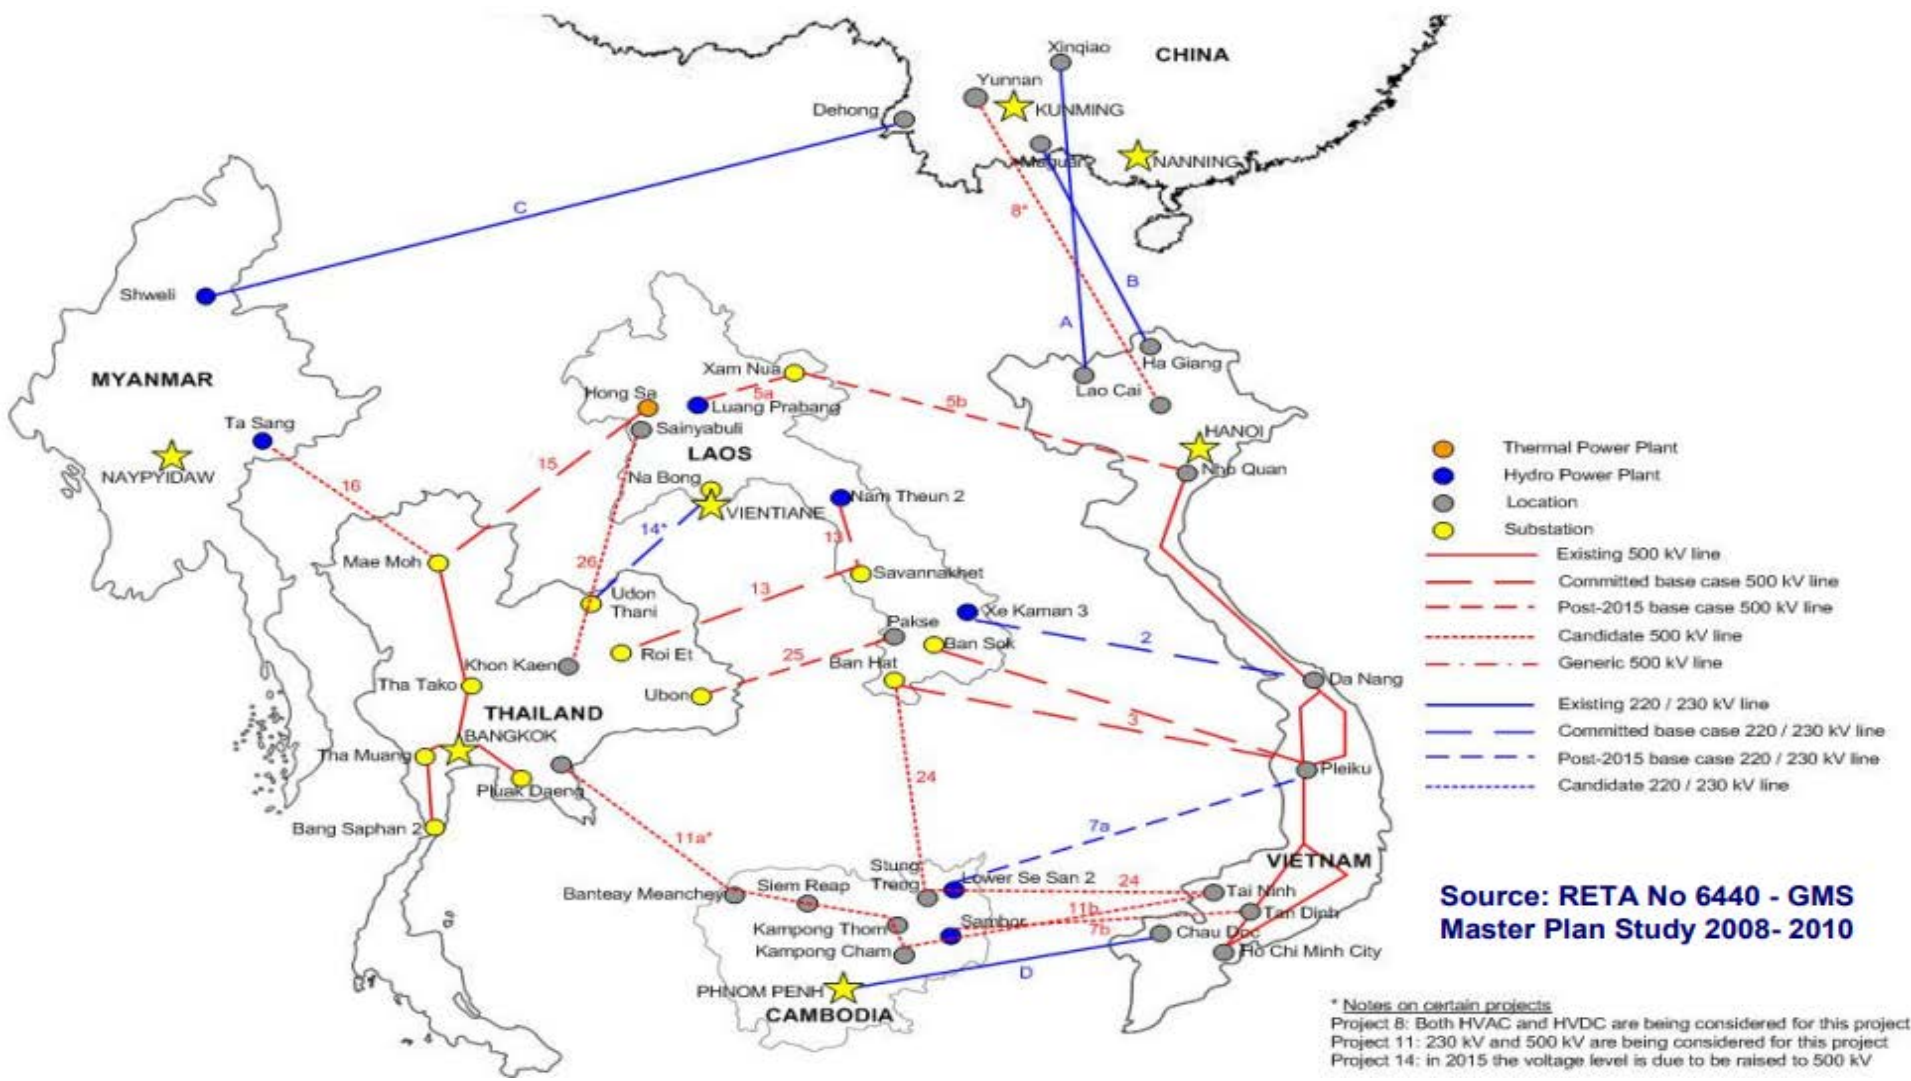 Xinqiao
CHINA
Yunnan
KUNMING
Dehong
Maguan
NANNING
C
8*
B
A
Shweli
MYANMAR
Ta Sang
NAYPYIDAW
16
Xam Nua
5a
5b
Hong Sa
Luang Prabang
Sainyabuli
LAOS
15
Na Bong
VIENTIANE
Nam Theun 2
14*
13
26
Ha Giang
Lao Cai
HANOI
Nho Quan
Thermal Power Plant
Hydro Power Plant
Location
Substation
Existing 500 kV line
Committed base case 500 kV line
Post-2015 base case 500 kV line
Candidate 500 kV line
Generic 500 kV line
Existing 220 / 230 kV line
Committed base case 220 / 230 kV line
Post-2015 base case 220 / 230 kV line
Candidate 220 / 230 kV line
Mae Moh
Savannakhet
Udon
Thani
13
Xe Kaman 3
Pakse
Ban Sok
2
Roi Et
25
Ban Hat
Khon Kaen
Da Nang
Tha Tako
Ubon
3
THAILAND
BANGKOK
Tha Muang
Pluak Daeng
Pleiku
24
Bang Saphan 2
11a*
7a
VIETNAM
Stung
Treng
Lower Se San 2
24
Tai Ninh
Banteay Meanchey
Siem Reap
11b
Tan Dinh
Sambor
7b
Kampong Thom
Chau Doc
Kampong Cham
Ho Chi Minh City
D
PHNOM PENH
CAMBODIA
Source: RETA No 6440 - GMS
Master Plan Study 2008- 2010
* Notes on certain projects
Project 8: Both HVAC and HVDC are being considered for this project
Project 11: 230 kV and 500 kV are being considered for this project
Project 14: in 2015 the voltage level is due to be raised to 500 kV